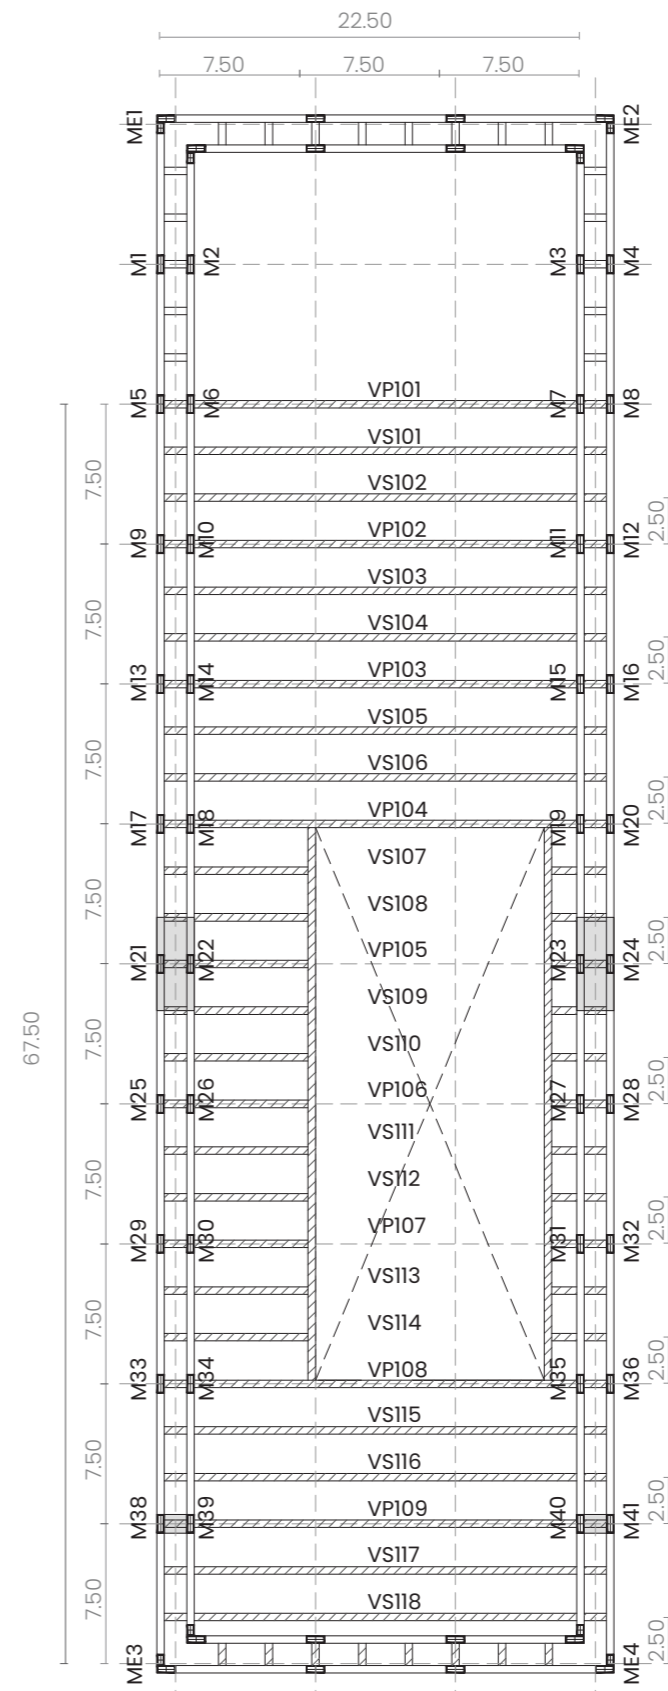 22.50
7.50 7.50 7.50
ME1 ME2
M1 M2 M3 M4
M5 M6 VP101 M7 M8
VS101
7.50
VS102
2.50
M9 M10 VP102 M11 M12
VS103
7.50
VS104
2.50
M13 M14 VP103 M15 M16
VS105
7.50
VS106
2.50
M17 M18 VP104 M19 M20
VS107
7.50
VS108
2.50
M21 M22 VP105 M23 M24
VS109
67.50
7.50
VS110
2.50
M25 M26 VP106 M27 M28
VS111
7.50
VS112
2.50
M29 M30 VP107 M31 M32
VS113
7.50
VS114
2.50
M33 M34 VP108 M35 M36
VS115
7.50
VS116
2.50
M38 M39 VP109 M40 M41
VS117
7.50
VS118
2.50
ME3 ME4